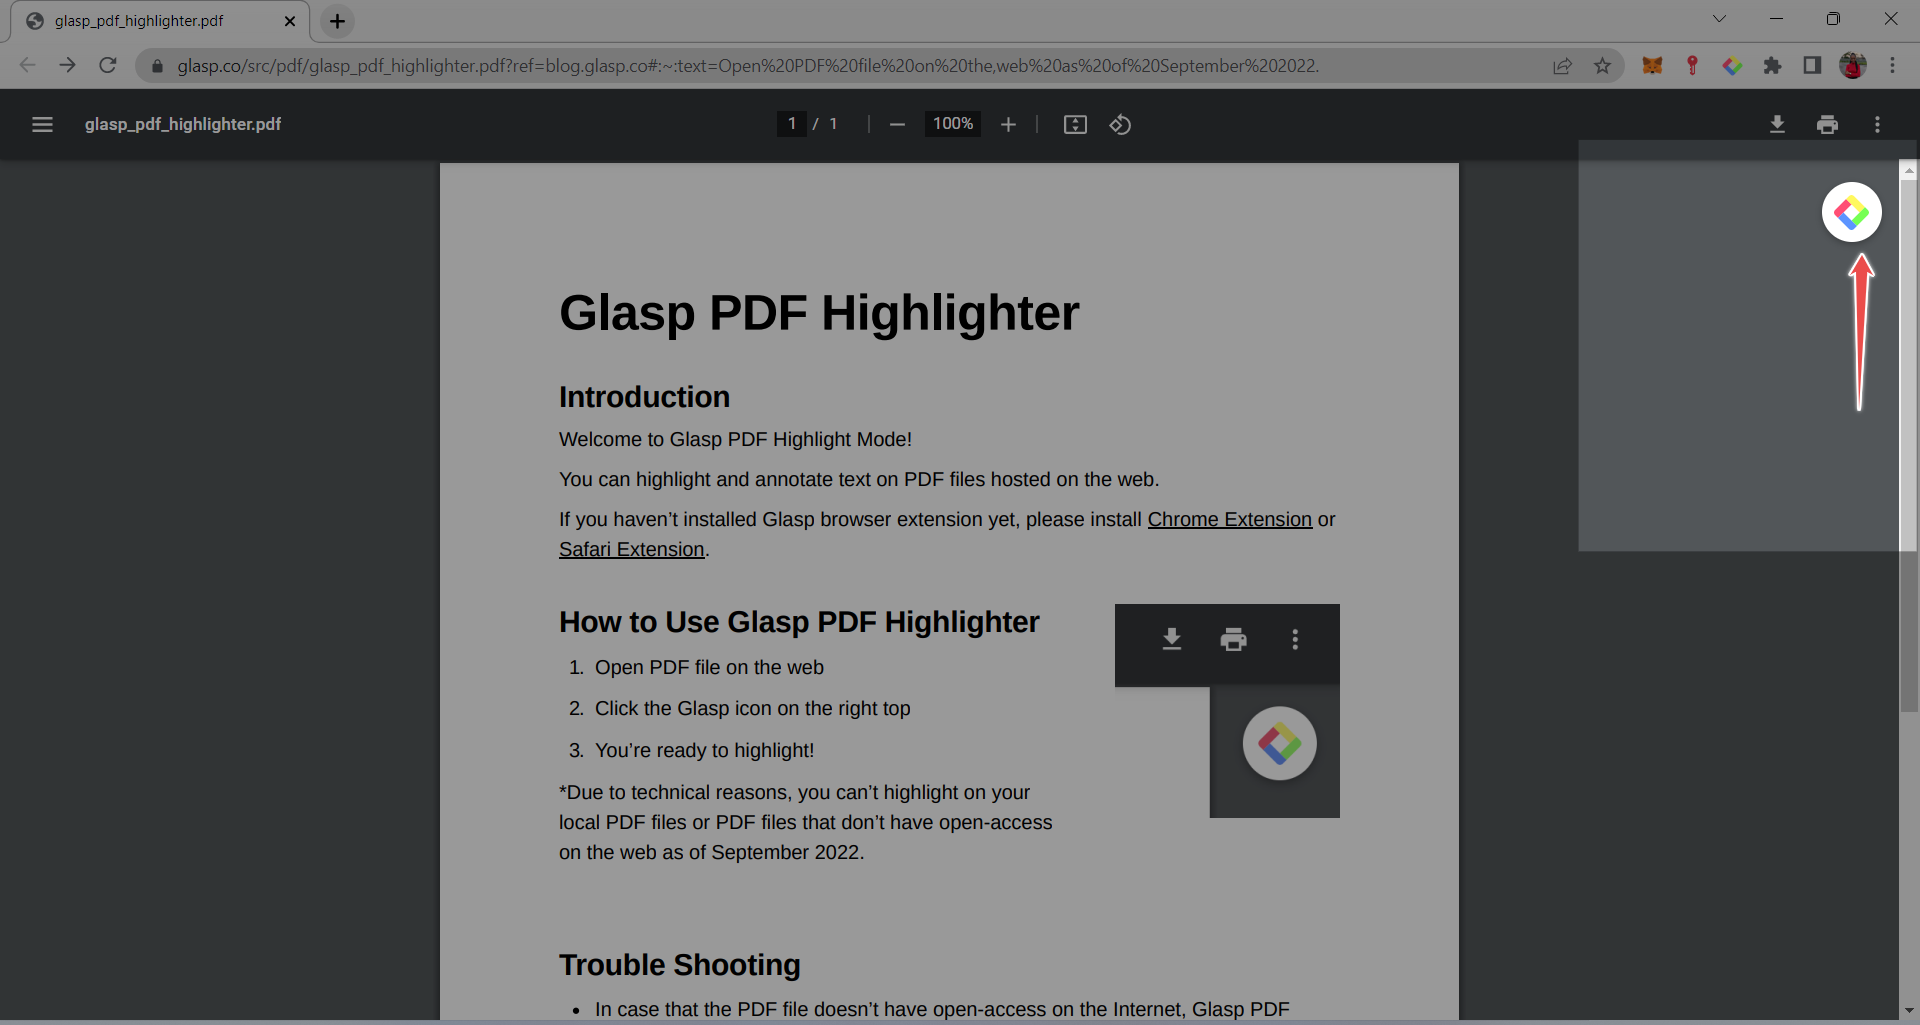 glasp_pdf_highlighter.pdf
glasp.co/src/pdf/glasp_pdf_highlighter.pdf?ref=blog.glasp.co#:~:text=Open%20PDF%20file%20on%20the,web%20as%20of%20September%202022.
glasp_pdf_highlighter.pdf
1 / 1
100%
Glasp PDF Highlighter
Introduction
Welcome to Glasp PDF Highlight Mode!
You can highlight and annotate text on PDF files hosted on the web.
If you haven’t installed Glasp browser extension yet, please install Chrome Extension or
Safari Extension.
How to Use Glasp PDF Highlighter
1. Open PDF file on the web
2. Click the Glasp icon on the right top
3. You’re ready to highlight!
*Due to technical reasons, you can’t highlight on your
local PDF files or PDF files that don’t have open-access
on the web as of September 2022.
Trouble Shooting
• In case that the PDF file doesn’t have open-access on the Internet, Glasp PDF